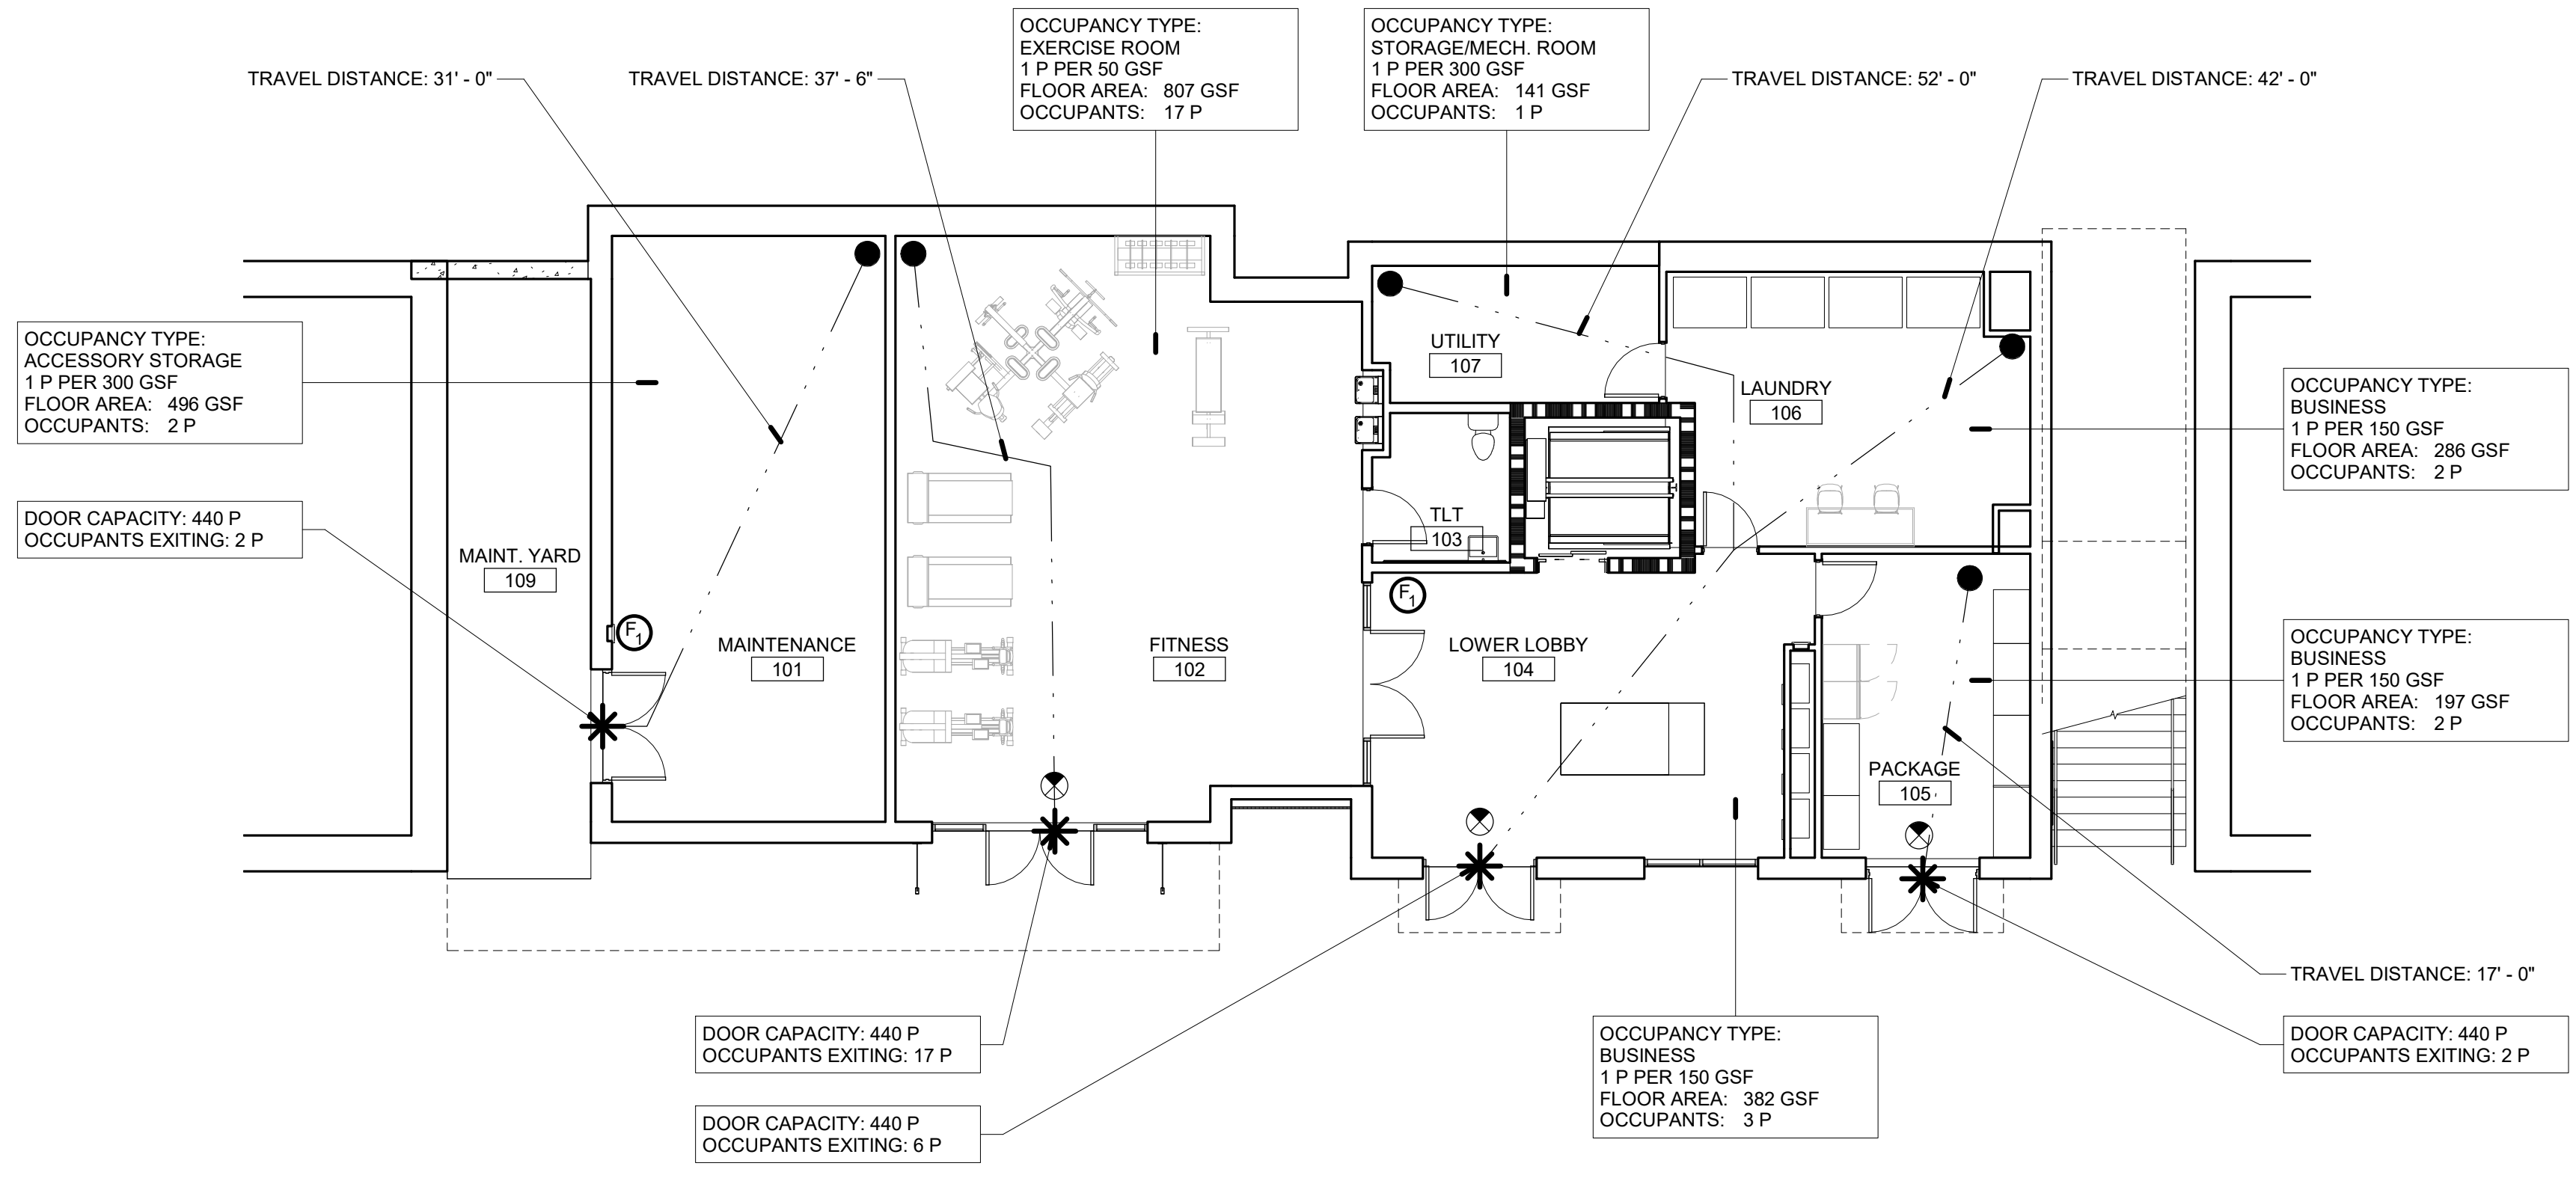 OCCUPANCY TYPE:
EXERCISE ROOM
1 P PER 50 GSF
FLOOR AREA: 807 GSF
OCCUPANTS: 17 P
OCCUPANCY TYPE:
STORAGE/MECH. ROOM
1 P PER 300 GSF
FLOOR AREA: 141 GSF
OCCUPANTS: 1 P
TRAVEL DISTANCE: 31' - 0"
TRAVEL DISTANCE: 37' - 6"
TRAVEL DISTANCE: 52' - 0"
TRAVEL DISTANCE: 42' - 0"
OCCUPANCY TYPE:
ACCESSORY STORAGE
1 P PER 300 GSF
FLOOR AREA: 496 GSF
OCCUPANTS: 2 P
UTILITY
107
LAUNDRY
106
OCCUPANCY TYPE:
BUSINESS
1 P PER 150 GSF
FLOOR AREA: 286 GSF
OCCUPANTS: 2 P
DOOR CAPACITY: 440 P
OCCUPANTS EXITING: 2 P
TLT
103
MAINT. YARD
109
F1
F1
MAINTENANCE
101
FITNESS
102
LOWER LOBBY
104
OCCUPANCY TYPE:
BUSINESS
1 P PER 150 GSF
FLOOR AREA: 197 GSF
OCCUPANTS: 2 P
PACKAGE
105
TRAVEL DISTANCE: 17' - 0"
DOOR CAPACITY: 440 P
OCCUPANTS EXITING: 17 P
OCCUPANCY TYPE:
BUSINESS
1 P PER 150 GSF
FLOOR AREA: 382 GSF
OCCUPANTS: 3 P
DOOR CAPACITY: 440 P
OCCUPANTS EXITING: 2 P
DOOR CAPACITY: 440 P
OCCUPANTS EXITING: 6 P